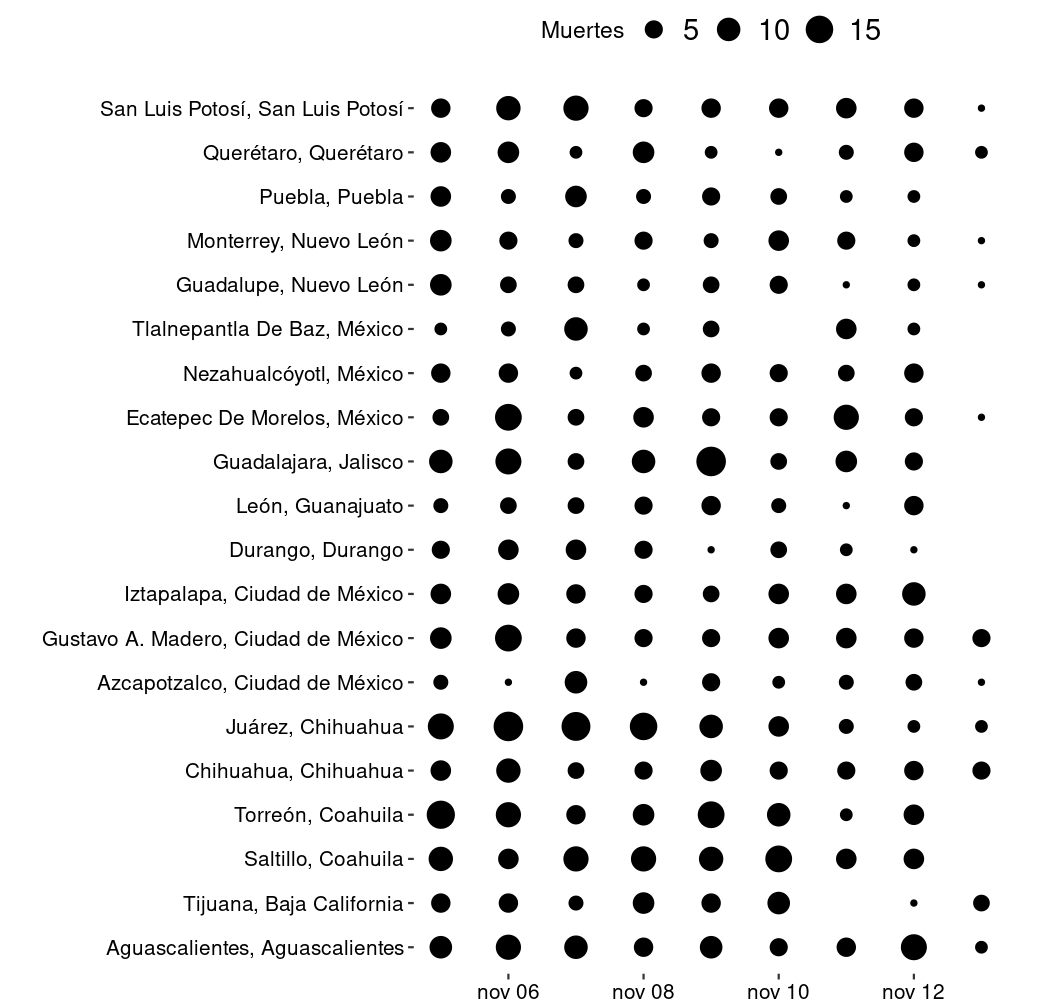 Muertes 5 10 15
San Luis Potosí, San Luis Potosí
Querétaro, Querétaro
Puebla, Puebla
Monterrey, Nuevo León
Guadalupe, Nuevo León
Tlalnepantla De Baz, México
Nezahualcóyotl, México
Ecatepec De Morelos, México
Guadalajara, Jalisco
León, Guanajuato
Durango, Durango
Iztapalapa, Ciudad de México
Gustavo A. Madero, Ciudad de México
Azcapotzalco, Ciudad de México
Juárez, Chihuahua
Chihuahua, Chihuahua
Torreón, Coahuila
Saltillo, Coahuila
Tijuana, Baja California
Aguascalientes, Aguascalientes
nov 06 nov 08 nov 10 nov 12